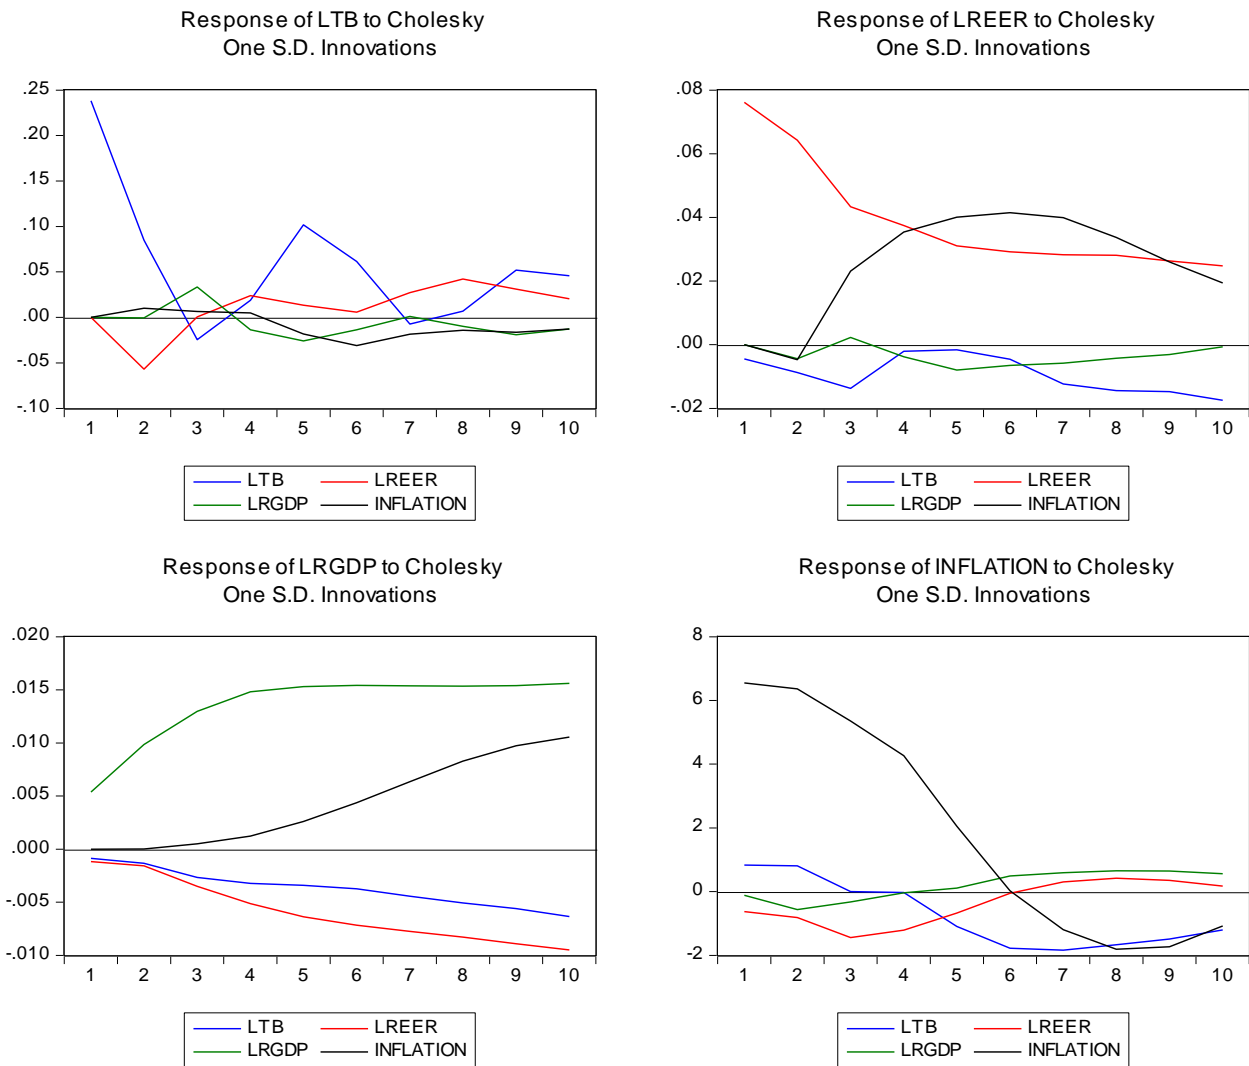 Response of LTB to Cholesky
One S.D. Innovations
.25
.20
.15
.10
.05
.00
-.05
-.10
1 2 3 4 5 6 7 8 9 10
LTB LREER
LRGDP INFLATION
Response of LREER to Cholesky
One S.D. Innovations
.08
.06
.04
.02
.00
-.02
1 2 3 4 5 6 7 8 9 10
LTB LREER
LRGDP INFLATION
Response of LRGDP to Cholesky
One S.D. Innovations
.020
.015
.010
.005
.000
-.005
-.010
1 2 3 4 5 6 7 8 9 10
LTB LREER
LRGDP INFLATION
Response of INFLATION to Cholesky
One S.D. Innovations
8
6
4
2
0
-2
1 2 3 4 5 6 7 8 9 10
LTB LREER
LRGDP INFLATION